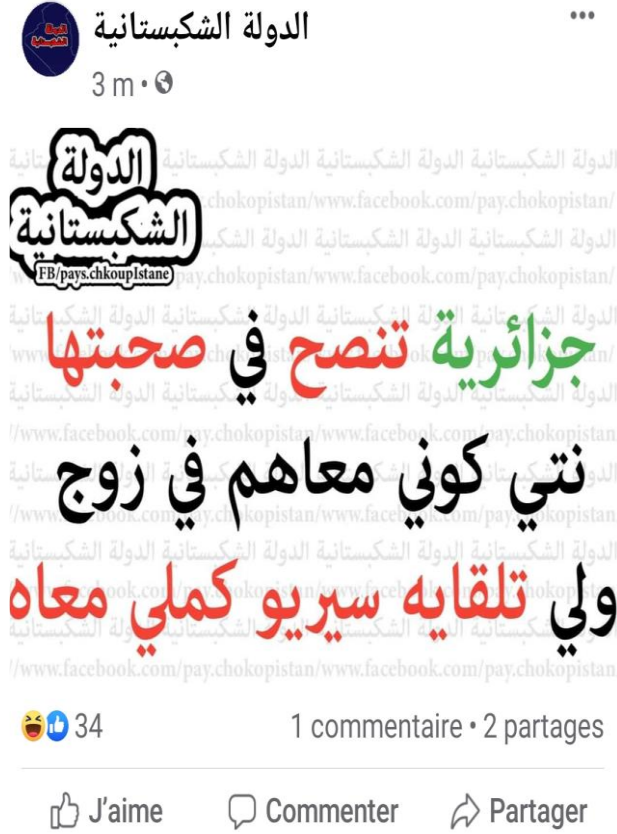 الدولة الشكبستانية
3 m
الدولة
الشكبستانية
FB/pays.chkoupIstane
جزائرية تنصح في صحبتها
نتي كوني معاهم في زوج
ولي تلقايه سيريو كملي معاه
34
1 commentaire • 2 partages
J'aime
Commenter
Partager